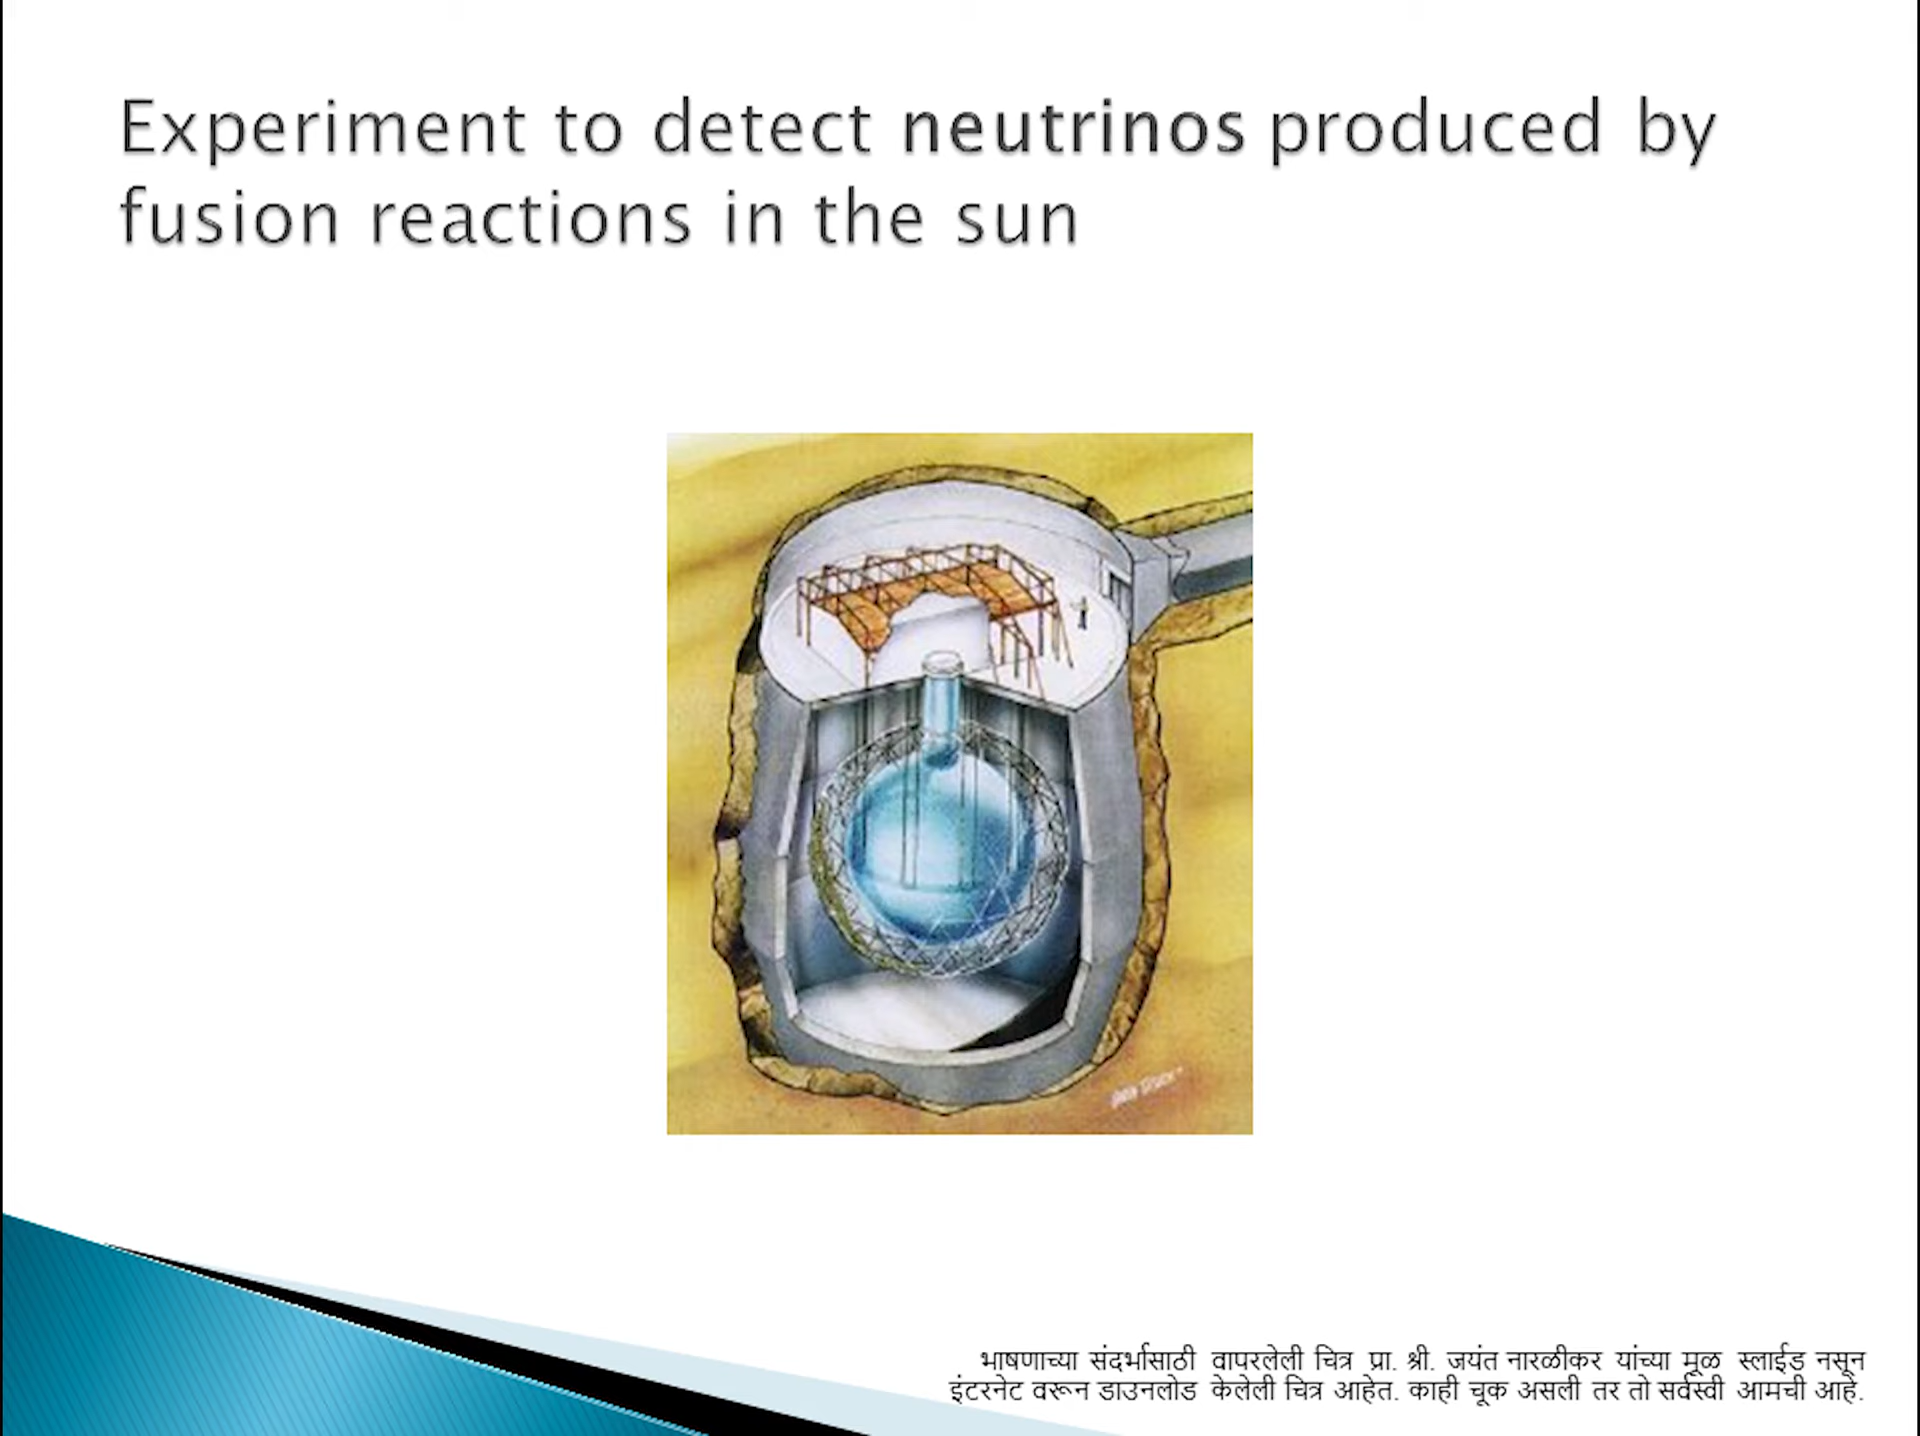 Experiment to detect neutrinos produced by
fusion reactions in the sun
भाषणाच्या संदर्भासाठी वापरलेली चित्र प्रा. श्री. जयंत नारळीकर यांच्या मूळ स्लाईड नसून
इंटरनेट वरून डाउनलोड केलेली चित्र आहेत. काही चूक असली तर तो सर्वस्वी आमची आहे.